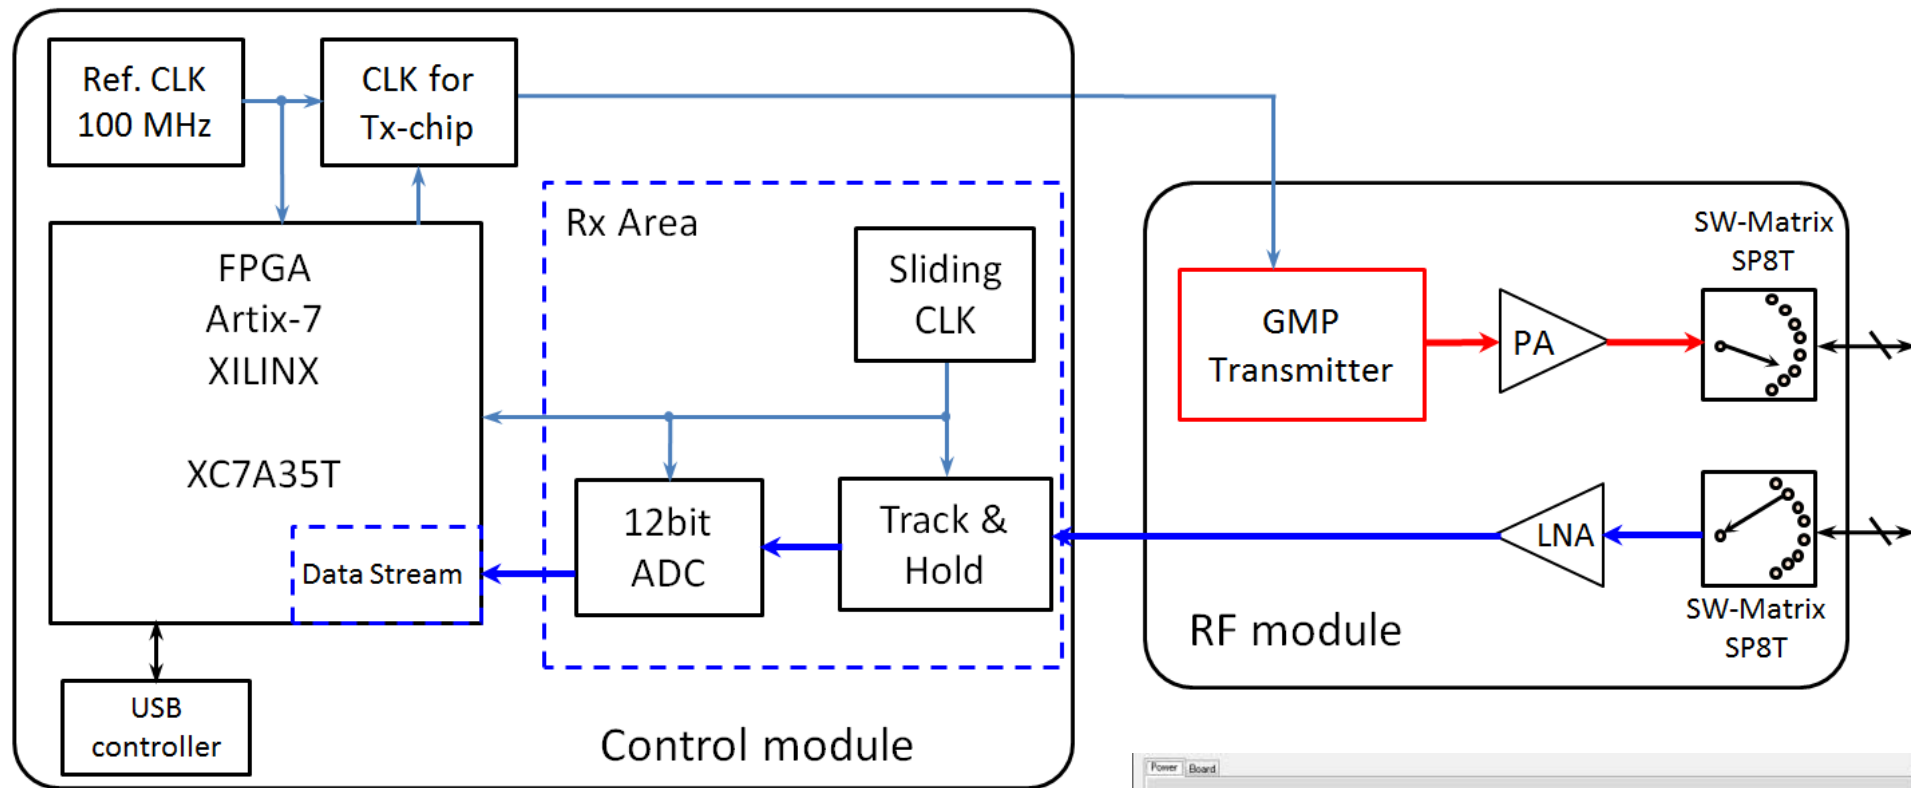 Ref. CLK
100 MHz
CLK for
Tx-chip
FPGA
Artix-7
XILINX
XC7A35T
Data Stream
USB
controller
Rx Area
Sliding
CLK
12bit
ADC
Track &
Hold
Control module
GMP
Transmitter
PA
SW-Matrix
SP8T
LNA
SW-Matrix
SP8T
RF module
Power
Board